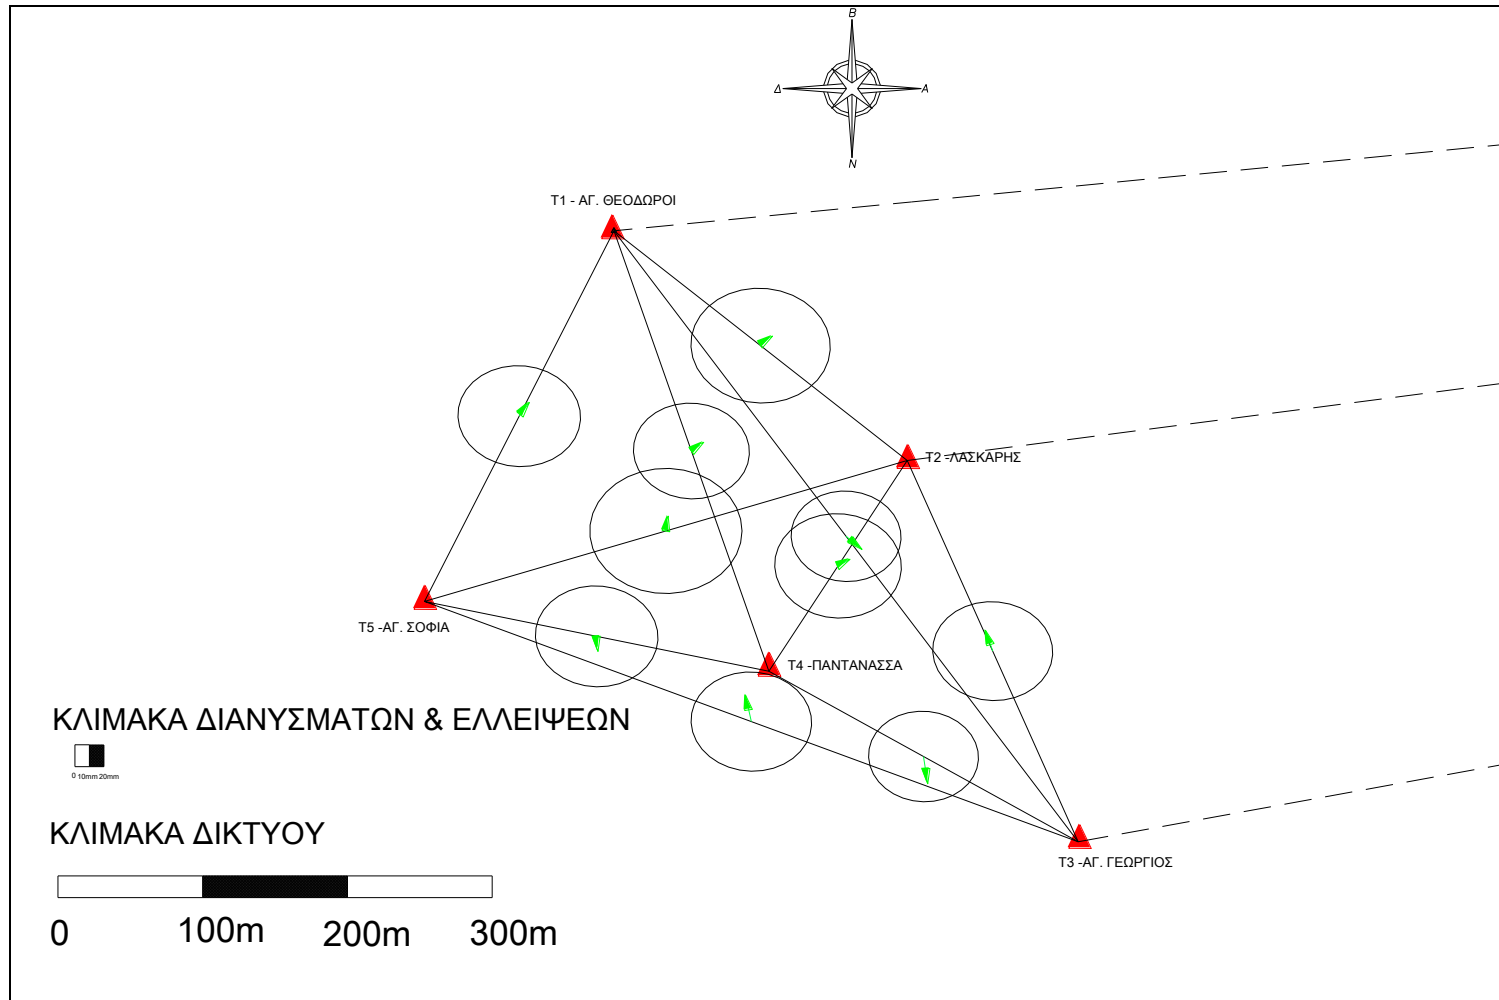 Β
Δ
Α
Ν
Τ1 - ΑΓ. ΘΕΟΔΩΡΟΙ
Τ2 -ΛΑΣΚΑΡΗΣ
Τ5 -ΑΓ. ΣΟΦΙΑ
Τ4 -ΠΑΝΤΑΝΑΣΣΑ
ΚΛΙΜΑΚΑ ΔΙΑΝΥΣΜΑΤΩΝ & ΕΛΛΕΙΨΕΩΝ
0 10mm 20mm
ΚΛΙΜΑΚΑ ΔΙΚΤΥΟΥ
Τ3 -ΑΓ. ΓΕΩΡΓΙΟΣ
0 100m 200m 300m